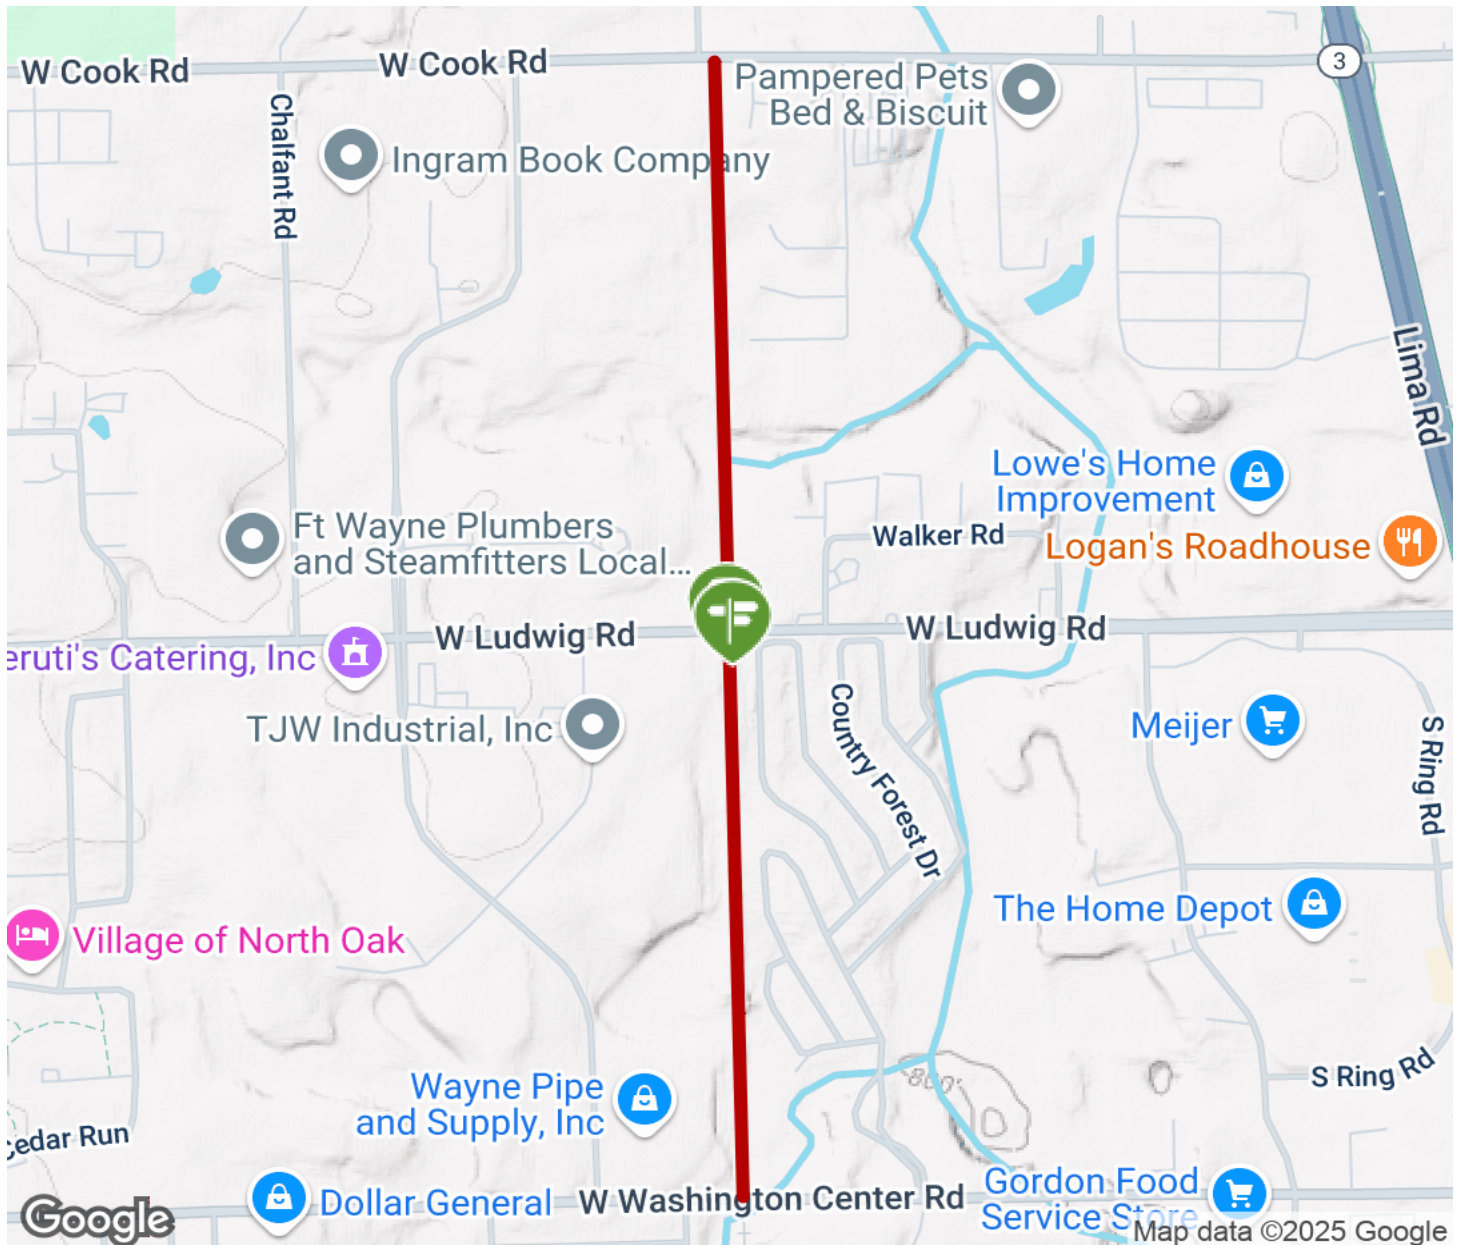 W Cook Rd
W Cook Rd
3
Pampered Pets
Bed & Biscuit
Chalfant Rd
Ingram Book Company
Lima Rd
Lowe's Home
Improvement
Ft Wayne Plumbers
and Steamfitters Local...
Walker Rd
Logan's Roadhouse
W Ludwig Rd
W Ludwig Rd
eruti's Catering, Inc
Country Forest Dr
TJW Industrial, Inc
Meijer
S Ring Rd
The Home Depot
Village of North Oak
S Ring Rd
800'
Wayne Pipe
and Supply, Inc
Cedar Run
Gordon Food
Service Store
Dollar General
W Washington Center Rd
Google
Map data ©2025 Google